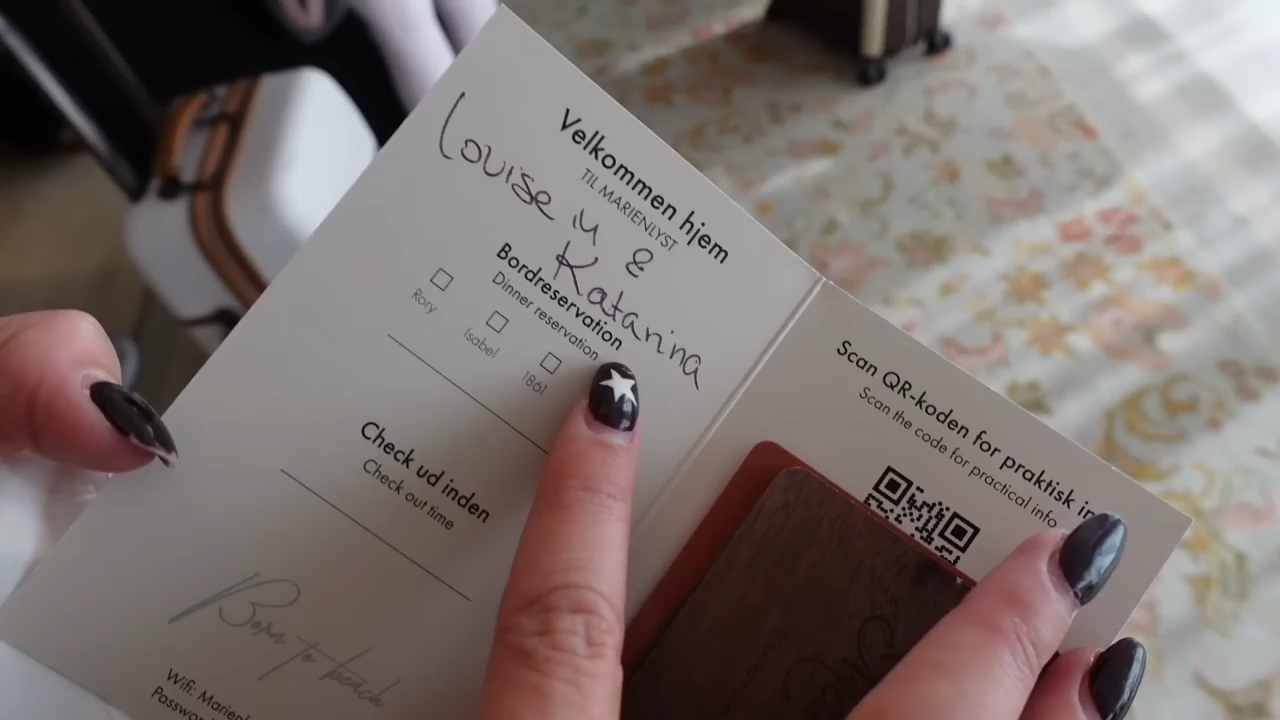 Velkommen hjem
TIL MARIENLYST
Louise M &
Katarina
Bordreservation
Dinner reservation
Rory
Isabel
1861
Check ud inden
Check out time
Born to beach
Wifi:
Scan QR-koden for praktisk
Scan the code for practical info